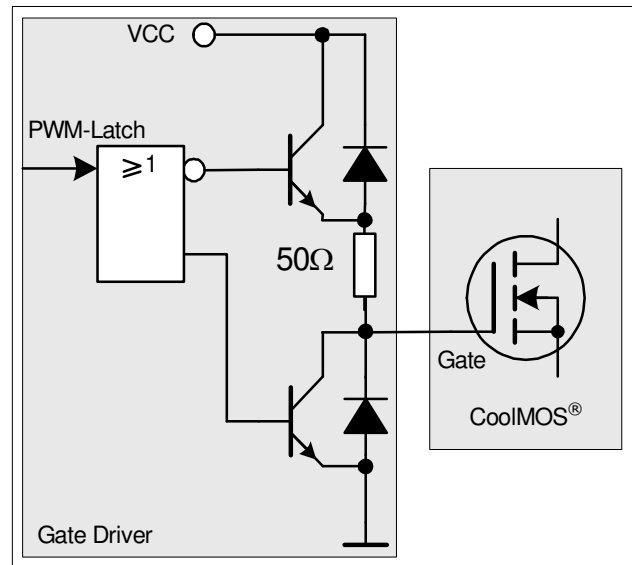 VCC
PWM-Latch
≥1
50Ω
Gate
CoolMOS®
Gate Driver